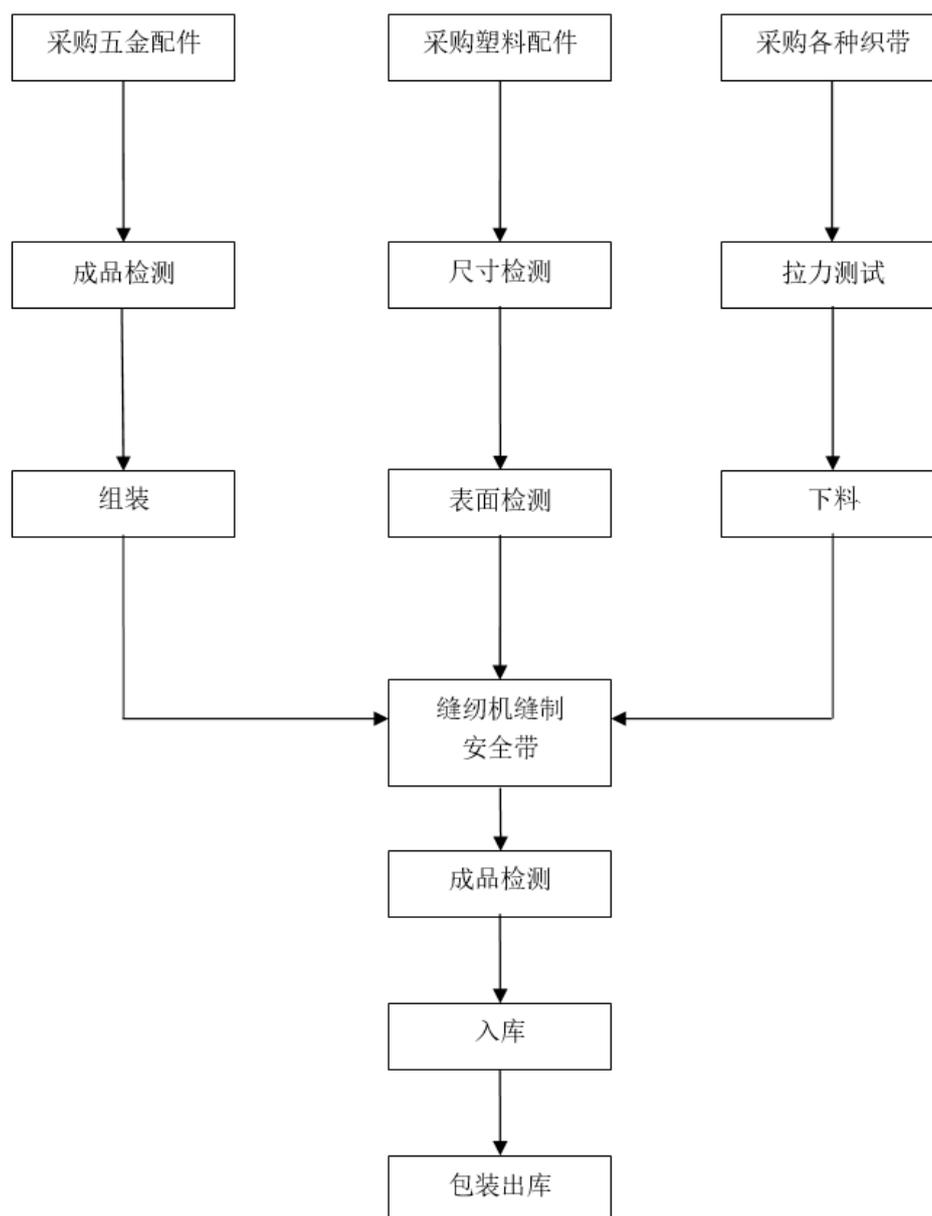 采购五金配件
采购塑料配件
采购各种织带
成品检测
尺寸检测
拉力测试
组装
表面检测
下料
缝纫机缝制
安全带
成品检测
入库
包装出库